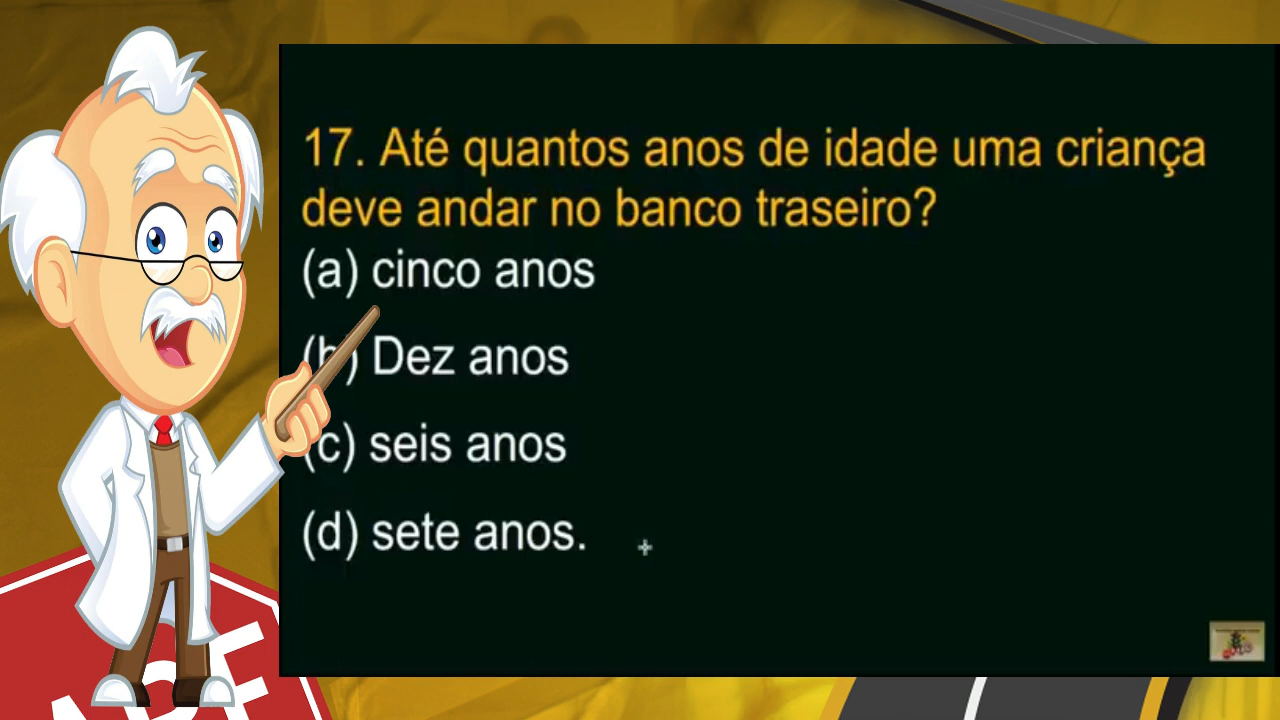 17. Até quantos anos de idade uma criança
deve andar no banco traseiro?
(a) cinco anos
(b) Dez anos
(c) seis anos
(d) sete anos.